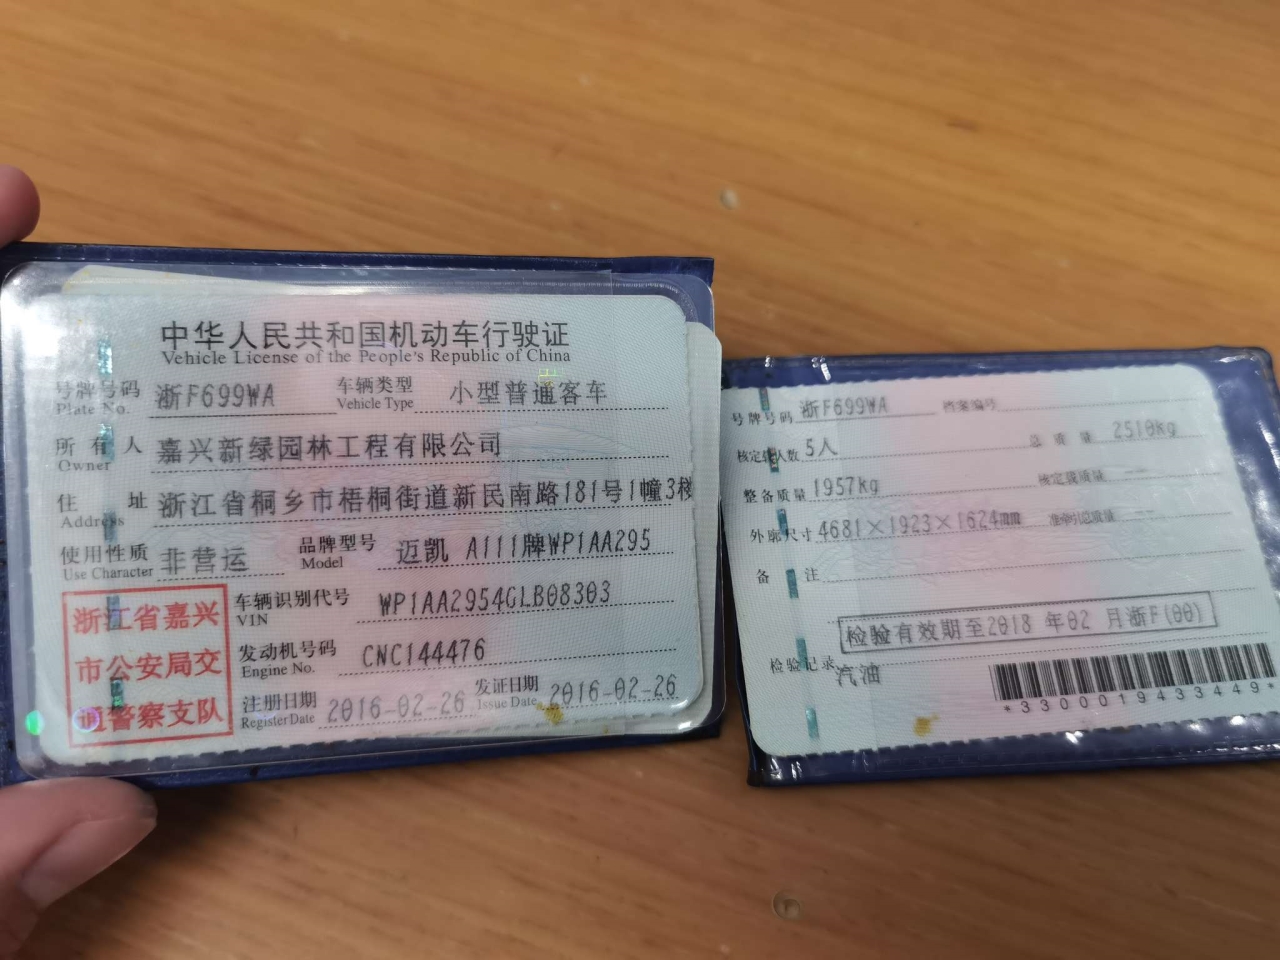 中华人民共和国机动车行驶证
Vehicle License of the People's Republic of China
号牌号码 浙F699WA 车辆类型 小型普通客车
Plate No. Vehicle Type
所有人 嘉兴新绿园林工程有限公司
Owner
住址 浙江省桐乡市梧桐街道新民南路181号1幢3楼
Address
使用性质 非营运 品牌型号 迈凯 A111牌WP1AA295
Use Character Model
浙江省嘉兴
市公安局交
通警察支队
车辆识别代号 WP1AA2954GLB08303
VIN
发动机号码 CNC144476
Engine No.
注册日期 2016-02-26 发证日期 2016-02-26
Register Date Issue Date
号牌号码 浙F699WA 档案编号
核定载人数 5人 总质量 2510kg
整备质量 1957kg 核定载质量 --
外廓尺寸 4681×1923×1624mm 准牵引总质量 --
备注
检验有效期至2018 年02 月浙F(00)
检验记录
汽油
*3300019433449*